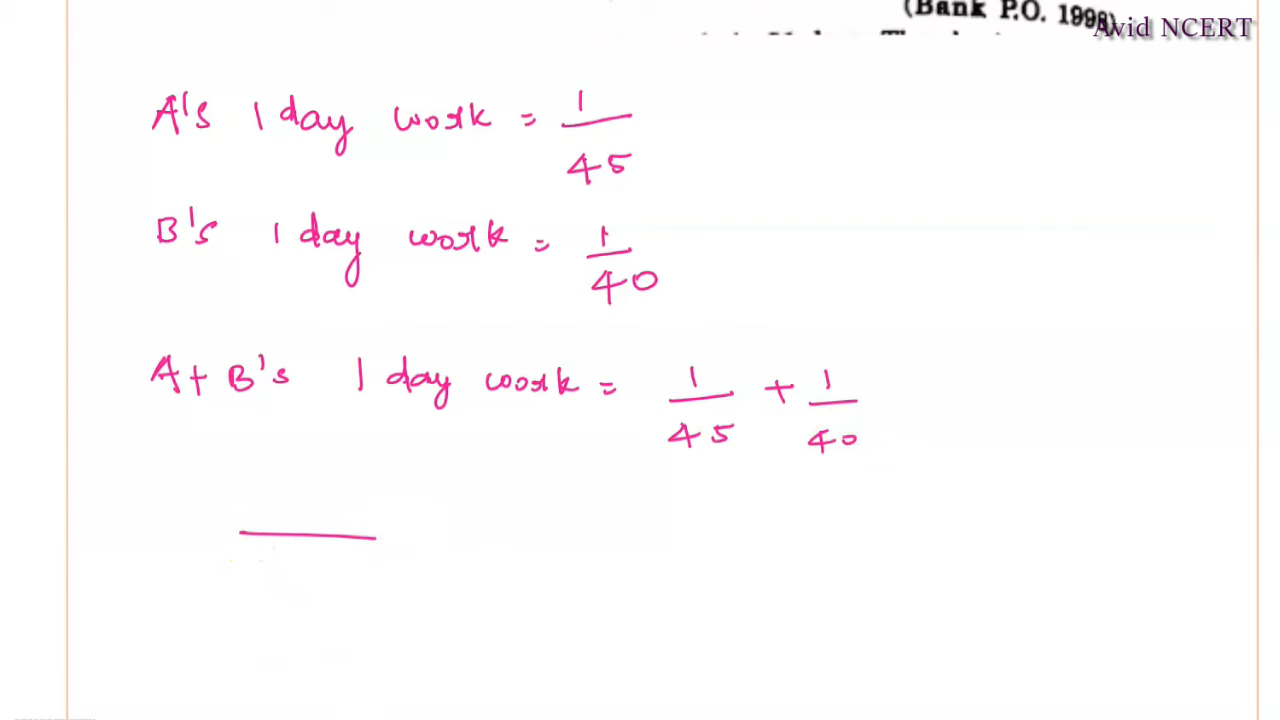 (Bank P.O. 1998)
Avid NCERT
A's 1 day work = 1/45
B's 1 day work = 1/40
A+B's 1 day work = 1/45 + 1/40